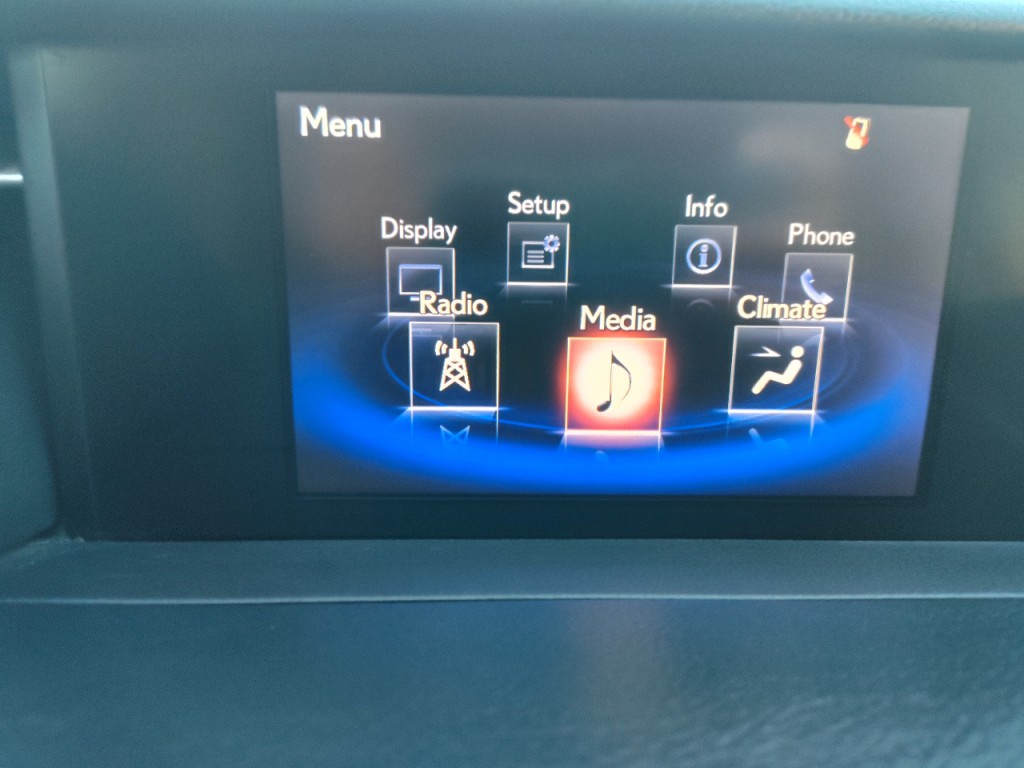 Menu
Setup
Info
Display
Phone
Radio
Media
Climate